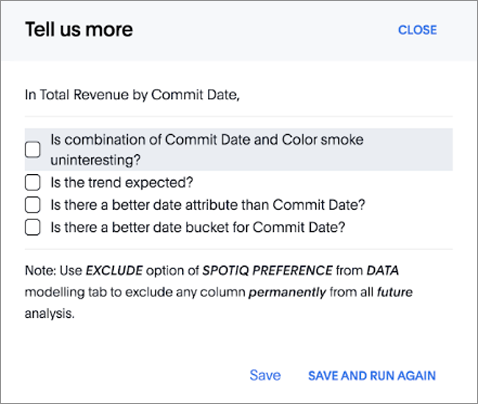 Tell us more
CLOSE
In Total Revenue by Commit Date,
Is combination of Commit Date and Color smoke
uninteresting?
Is the trend expected?
Is there a better date attribute than Commit Date?
Is there a better date bucket for Commit Date?
Note: Use EXCLUDE option of SPOTIQ PREFERENCE from DATA
modelling tab to exclude any column permanently from all future
analysis.
Save
SAVE AND RUN AGAIN